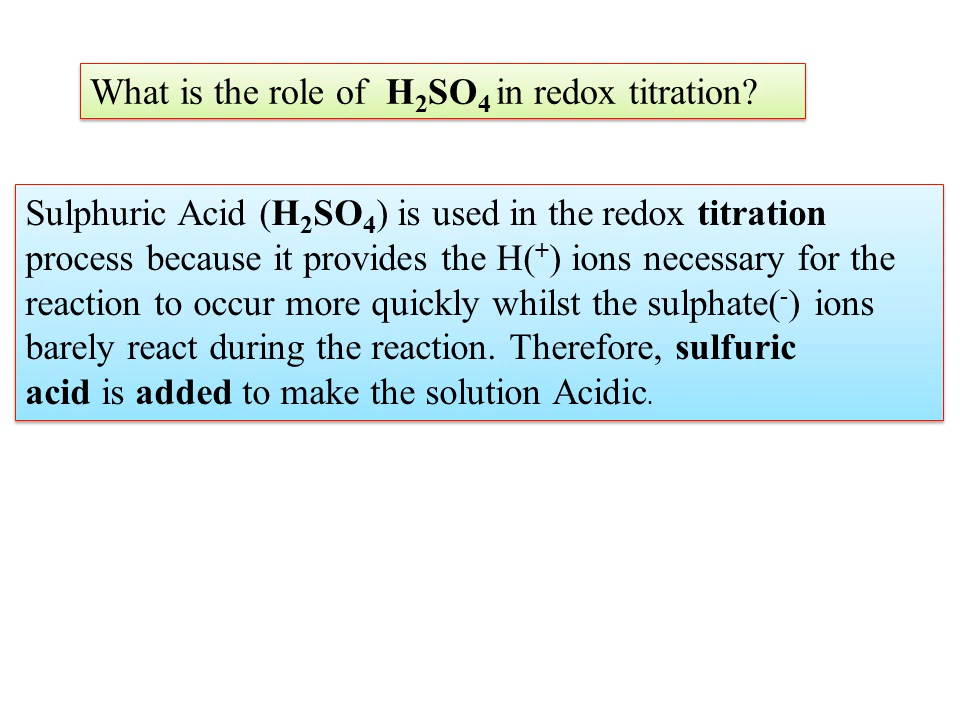 What is the role of H₂SO₄ in redox titration?
Sulphuric Acid (H₂SO₄) is used in the redox titration
process because it provides the H(⁺) ions necessary for the
reaction to occur more quickly whilst the sulphate(⁻) ions
barely react during the reaction. Therefore, sulfuric
acid is added to make the solution Acidic.